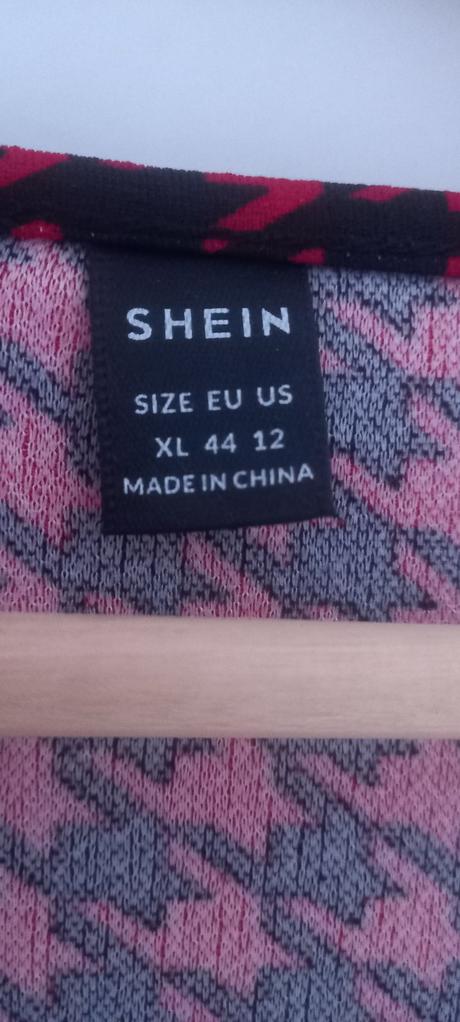 SHEIN
SIZE EU US
XL 44 12
MADE IN CHINA